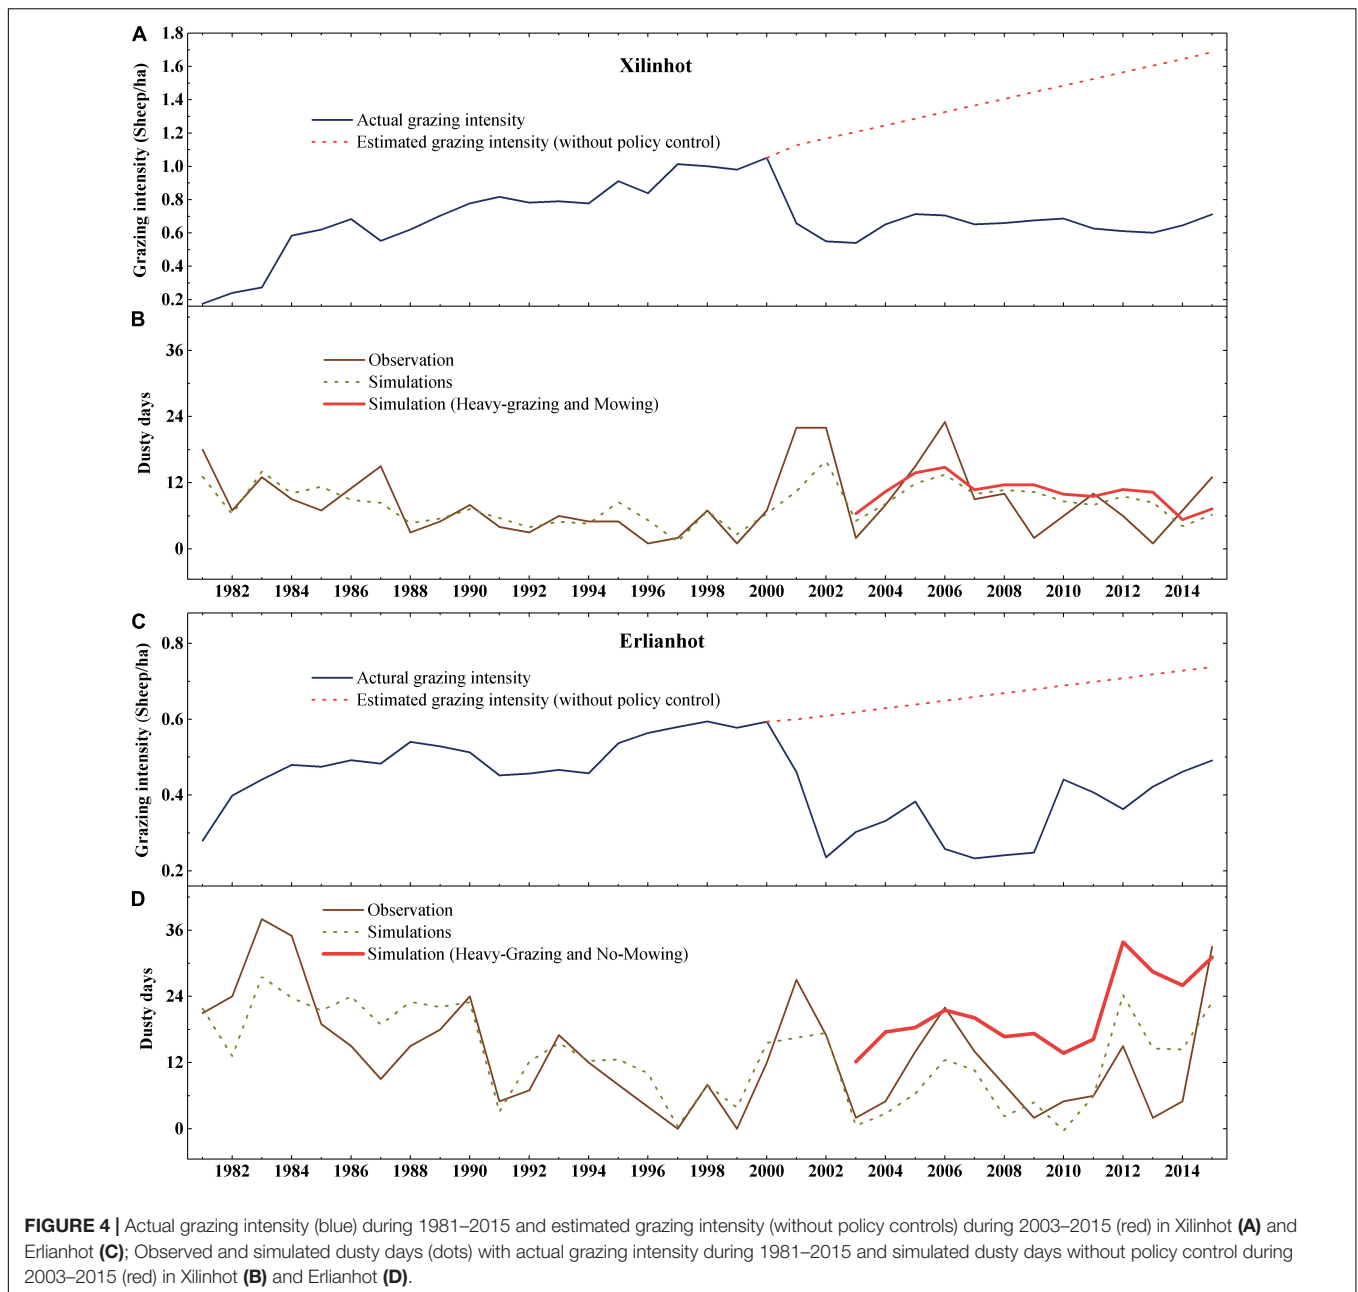 A
1.8
1.6
1.4
1.2
1.0
0.8
0.6
0.4
0.2
Grazing intensity (Sheep/ha)
Xilinhot
Actual grazing intensity
Estimated grazing intensity (without policy control)
B
36
24
12
0
Dusty days
Observation
Simulations
Simulation (Heavy-grazing and Mowing)
1982 1984 1986 1988 1990 1992 1994 1996 1998 2000 2002 2004 2006 2008 2010 2012 2014
C
0.8
0.6
0.4
0.2
Grazing intensity (Sheep/ha)
Erlianhot
Actural grazing intensity
Estimated grazing intensity (without policy control)
D
36
24
12
0
Dusty days
Observation
Simulations
Simulation (Heavy-Grazing and No-Mowing)
1982 1984 1986 1988 1990 1992 1994 1996 1998 2000 2002 2004 2006 2008 2010 2012 2014
FIGURE 4 | Actual grazing intensity (blue) during 1981–2015 and estimated grazing intensity (without policy controls) during 2003–2015 (red) in Xilinhot (A) and
Erlianhot (C); Observed and simulated dusty days (dots) with actual grazing intensity during 1981–2015 and simulated dusty days without policy control during
2003–2015 (red) in Xilinhot (B) and Erlianhot (D).